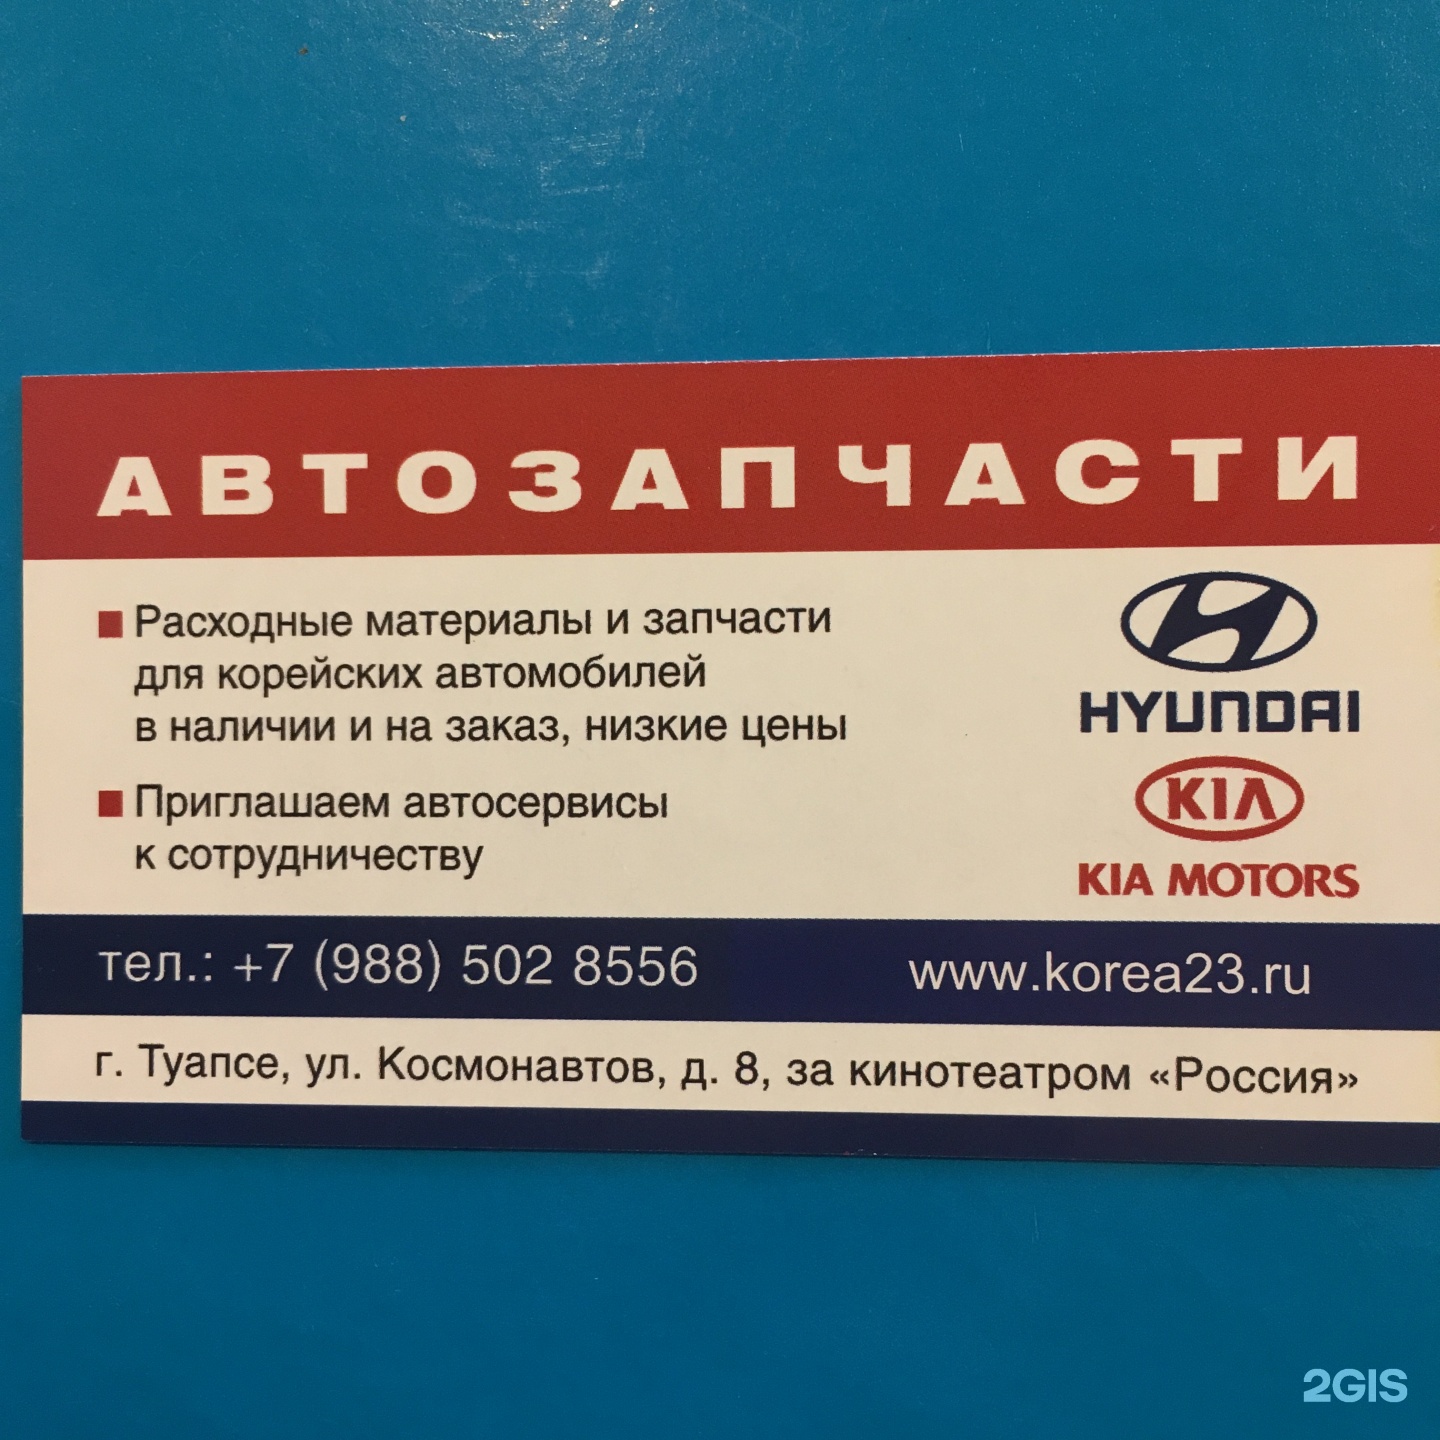 АВТОЗАПЧАСТИ
Расходные материалы и запчасти
для корейских автомобилей
в наличии и на заказ, низкие цены
Приглашаем автосервисы
к сотрудничеству
HYUNDAI
KIA
KIA MOTORS
тел.: +7 (988) 502 8556
www.korea23.ru
г. Туапсе, ул. Космонавтов, д. 8, за кинотеатром «Россия»
2GIS